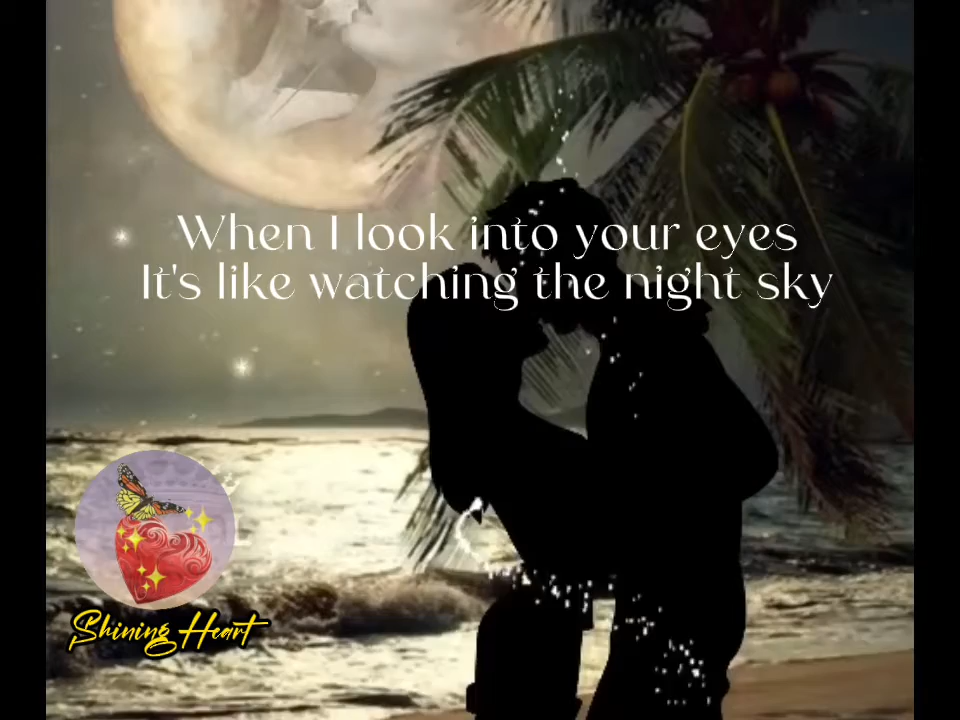 When I look into your eyes
It's like watching the night sky
Shining Heart